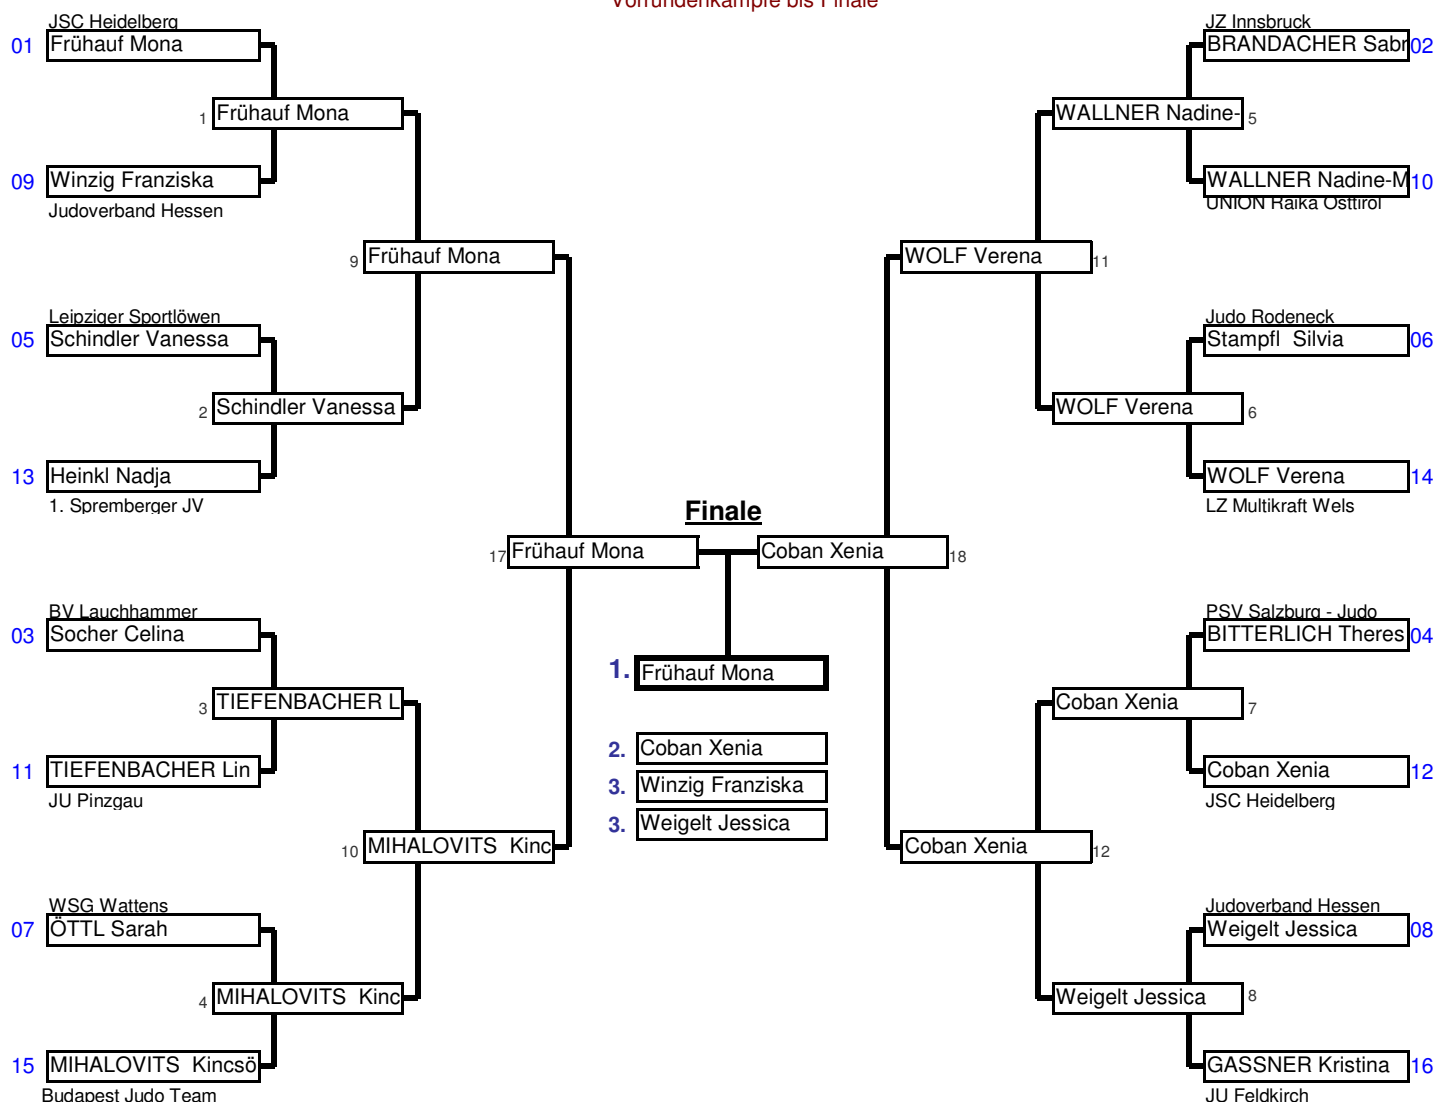 Vorrundenkämpfe bis Finale
JSC Heidelberg
01 Frühauf Mona
1 Frühauf Mona
09 Winzig Franziska
Judoverband Hessen
9 Frühauf Mona
Leipziger Sportlöwen
05 Schindler Vanessa
2 Schindler Vanessa
13 Heinkl Nadja
1. Spremberger JV
17 Frühauf Mona
BV Lauchhammer
03 Socher Celina
3 TIEFENBACHER L
11 TIEFENBACHER Lin
JU Pinzgau
10 MIHALOVITS  Kinc
WSG Wattens
07 ÖTTL Sarah
4 MIHALOVITS  Kinc
15 MIHALOVITS  Kincsö
Budapest Judo Team
Finale
1. Frühauf Mona
2. Coban Xenia
3. Winzig Franziska
3. Weigelt Jessica
JZ Innsbruck
BRANDACHER Sabr 02
WALLNER Nadine- 5
WALLNER Nadine-M 10
UNION Raika Osttirol
WOLF Verena 11
Judo Rodeneck
Stampfl  Silvia 06
WOLF Verena 6
WOLF Verena 14
LZ Multikraft Wels
Coban Xenia 18
PSV Salzburg - Judo
BITTERLICH Theres 04
Coban Xenia 7
Coban Xenia 12
JSC Heidelberg
Coban Xenia 12
Judoverband Hessen
Weigelt Jessica 08
Weigelt Jessica 8
GASSNER Kristina 16
JU Feldkirch